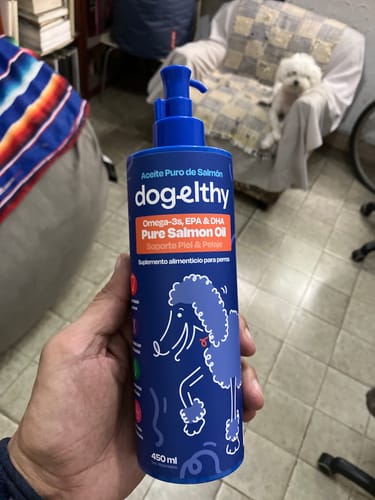 Aceite Puro de Salmón
dogelthy
Omega-3s, EPA & DHA
Pure Salmon Oil
Soporte Piel & Pelaje
Suplemento alimenticio para perros
450 ml